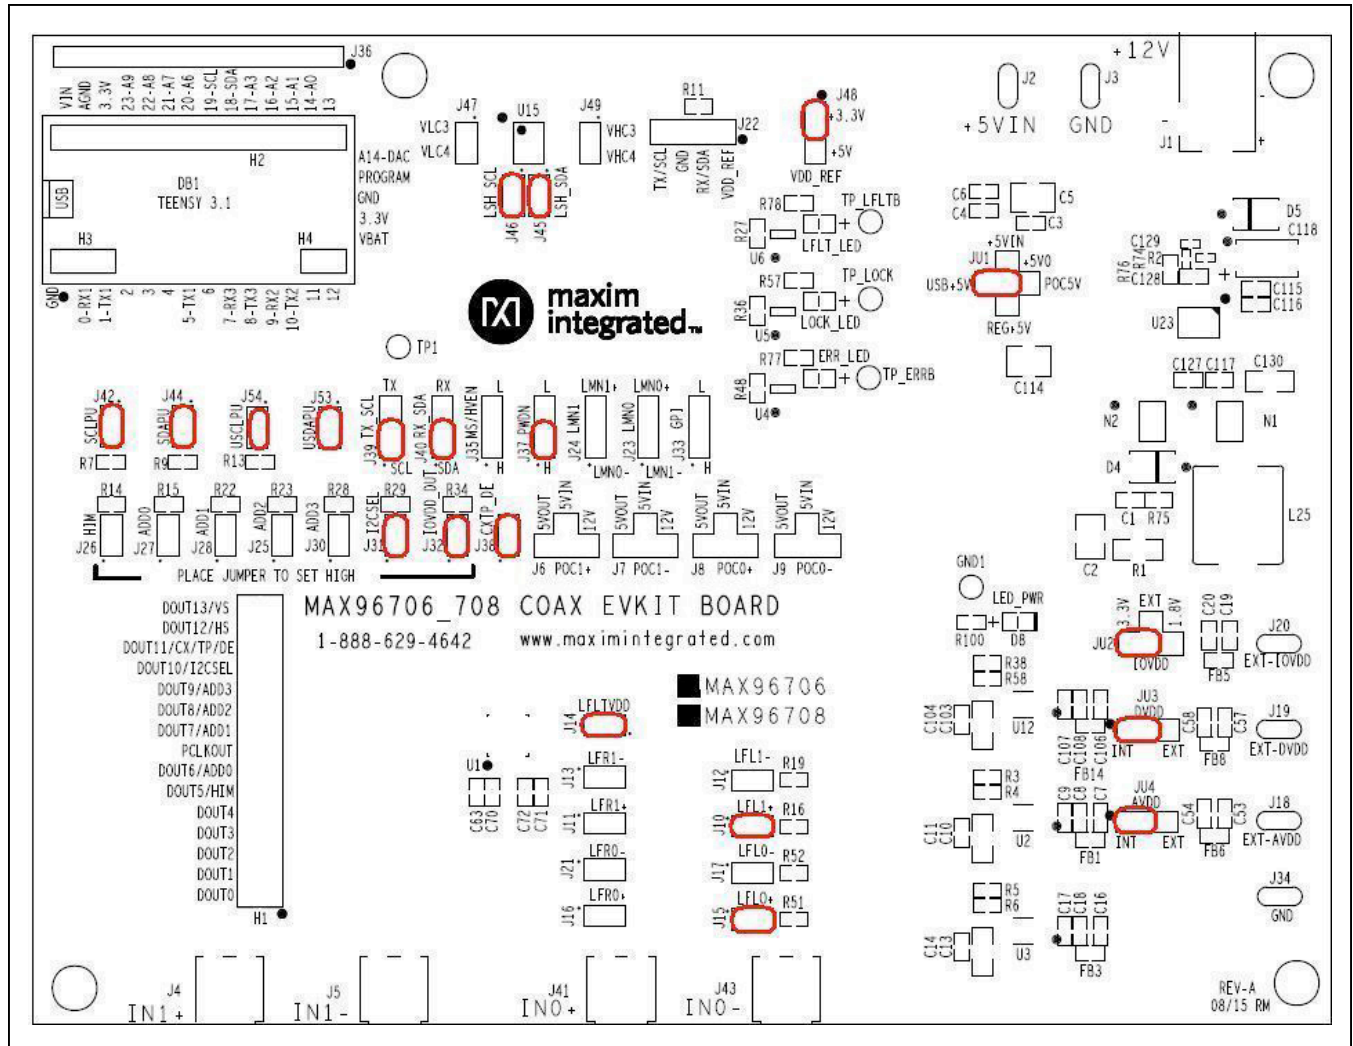 J36
+12V
VIN
AGND
3.3V
23-A9
22-A8
21-A7
20-A6
19-SCL
18-SDA
17-A3
16-A2
15-A1
14-A0
13
H2
DB1
TEENSY 3.1
USB
H3
H4
A14-DAC
PROGRAM
GND
3.3V
VBAT
GND
0-RX1
1-TX1
2
3
4
5-TX1
6
7-RX3
8-TX3
9-RX2
10-TX2
11
12
J47
VLC3
VLC4
U15
J49
VHC3
VHC4
LSH_SCL
LSH_SDA
J46
J45
R11
J22
TX/SCL
GND
RX/SDA
VDD_REF
J48
+3.3V
+5V
VDD_REF
J2
+5VIN
J3
GND
J1
-
-
+
R78
TP_LFLTB
R27
+
LFLT_LED
U6
R57
TP_LOCK
R36
+
LOCK_LED
U5
R77
ERR_LED
R48
+
TP_ERRB
U4
C6
C4
C5
C3
+5VIN
JU1
+5V0
USB+5V
POC5V
REG+5V
C114
D5
C118
C129
R2
R74
R76
C128
+
C115
C116
U23
C127
C117
C130
N2
N1
D4
C1
R75
L25
C2
R1
maxim
integrated™
TP1
J42
SCLPU
R7
J44
SDAPU
R9
J54
USCLPU
R13
J53
USDAPU
TX
J39 TX_SCL
SCL
RX
J40 RX_SDA
SDA
L
J35 MS/HVEN
H
L
J37 PWDN
H
LMN1+
J24 LMN1
LMN0-
LMN0+
J23 LMN0
LMN1-
L
J33 GPI
H
R14
HIM
J26
R15
ADD0
J27
R22
ADD1
J28
R23
ADD2
J25
R28
ADD3
J30
R29
I2CSEL
J31
R34
IOVDD_OUT
J32
CXTP_DE
J38
5VOUT
5VIN
12V
J6 POC1+
5VOUT
5VIN
12V
J7 POC1-
5VOUT
5VIN
12V
J8 POC0+
5VOUT
5VIN
12V
J9 POC0-
PLACE JUMPER TO SET HIGH
MAX96706_708 COAX EVKIT BOARD
1-888-629-4642
www.maximintegrated.com
MAX96706
MAX96708
DOUT13/VS
DOUT12/HS
DOUT11/CX/TP/DE
DOUT10/I2CSEL
DOUT9/ADD3
DOUT8/ADD2
DOUT7/ADD1
PCLKOUT
DOUT6/ADD0
DOUT5/HIM
DOUT4
DOUT3
DOUT2
DOUT1
DOUT0
H1
U1
C63
C70
C72
C71
LFLTVDD
J14
LFR1-
J13
LFR1+
J11
LFR0-
J21
LFR0+
J16
LFL1-
J12
R19
LFL1+
J10
R16
LFL0-
J17
R52
LFL0+
J15
R51
GND1
LED_PWR
R100
+
D8
R38
R58
C104
C103
U12
R3
R4
C11
C10
U2
R5
R6
C14
C13
U3
3.3V
EXT
1.8V
JU2
IOVDD
C20
C19
FB5
J20
EXT-IOVDD
C107
C108
C106
FB14
JU3
DVDD
INT
EXT
C58
C57
FB8
J19
EXT-DVDD
C9
C8
C7
FB1
JU4
AVDD
INT
EXT
C54
C53
FB6
J18
EXT-AVDD
C17
C18
C16
FB3
J34
GND
J4
IN1+
J5
IN1-
J41
IN0+
J43
IN0-
REV-A
08/15 RM